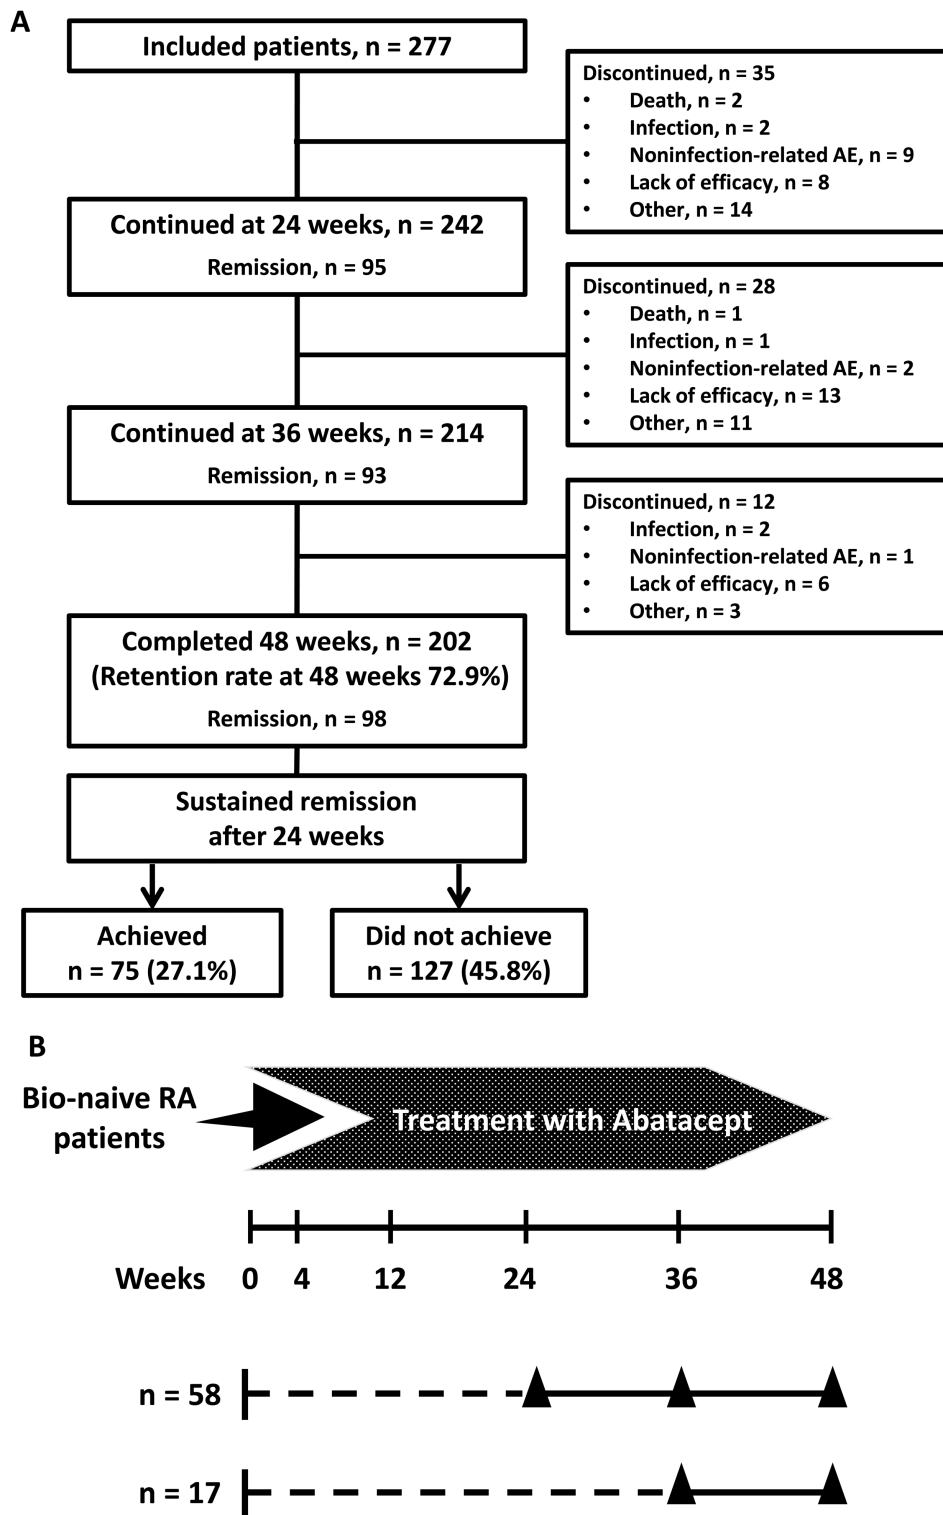 A
Included patients, n = 277
Discontinued, n = 35
• Death, n = 2
• Infection, n = 2
• Noninfection-related AE, n = 9
• Lack of efficacy, n = 8
• Other, n = 14
Continued at 24 weeks, n = 242
Remission, n = 95
Discontinued, n = 28
• Death, n = 1
• Infection, n = 1
• Noninfection-related AE, n = 2
• Lack of efficacy, n = 13
• Other, n = 11
Continued at 36 weeks, n = 214
Remission, n = 93
Discontinued, n = 12
• Infection, n = 2
• Noninfection-related AE, n = 1
• Lack of efficacy, n = 6
• Other, n = 3
Completed 48 weeks, n = 202
(Retention rate at 48 weeks 72.9%)
Remission, n = 98
Sustained remission
after 24 weeks
Achieved
n = 75 (27.1%)
Did not achieve
n = 127 (45.8%)
B
Bio-naive RA
patients
Treatment with Abatacept
Weeks 0 4 12 24 36 48
n = 58
n = 17